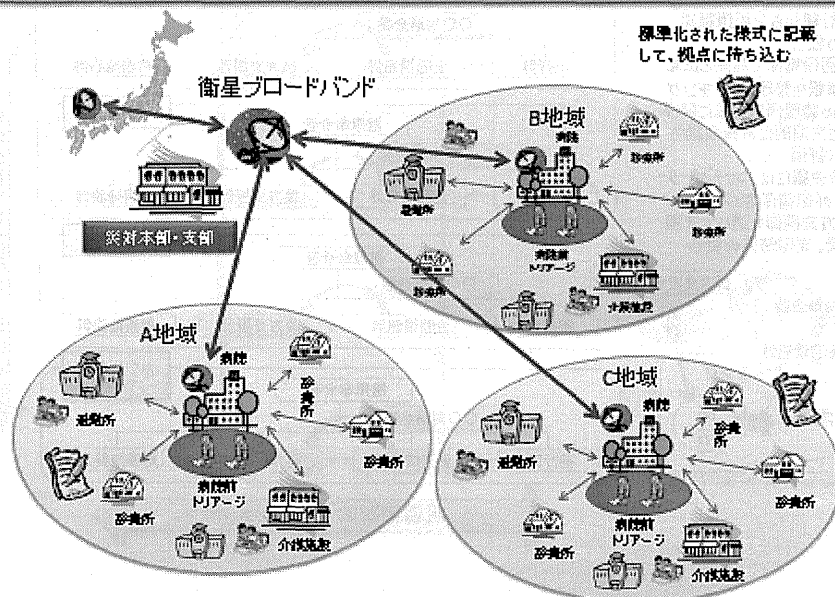 標準化された様式に記載
して、拠点に持ち込む
衛星ブロードバンド
災対本部・支部
B地域
病院
診療所
避難所
診療所
診療所
病院前
トリアージ
介護施設
A地域
病院
診療所
避難所
診療所
診療所
病院前
トリアージ
介護施設
C地域
病院
診療所
避難所
診療所
診療所
病院前
トリアージ
介護施設